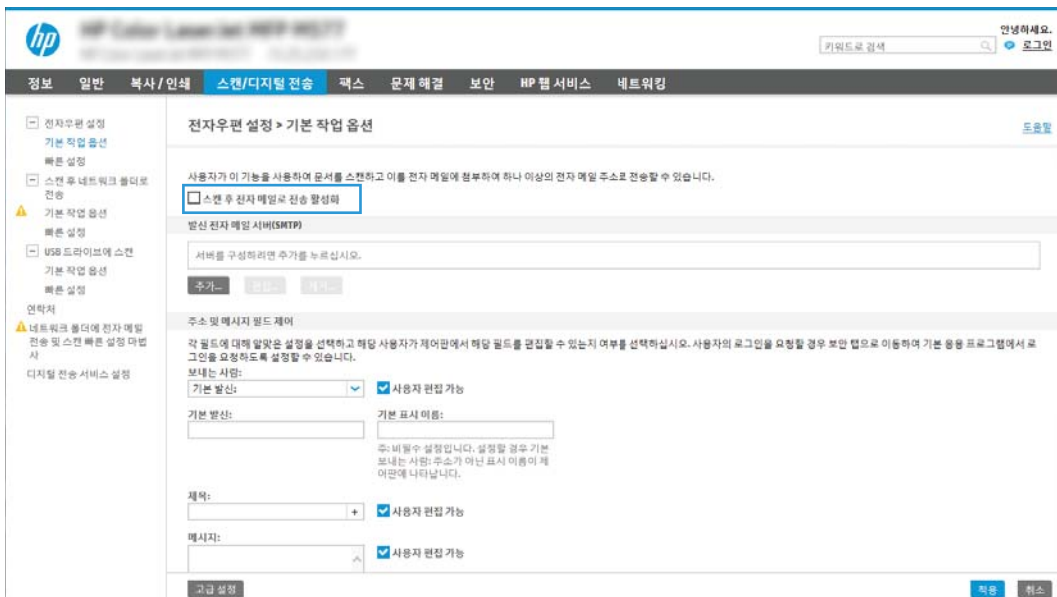 hp
안녕하세요.
키워드로 검색
로그인
정보 일반 복사 / 인쇄 스캔/디지털 전송 팩스 문제 해결 보안 HP 웹 서비스 네트워킹
전자우편 설정
기본 작업 옵션
빠른 설정
스캔 후 네트워크 폴더로
전송
기본 작업 옵션
빠른 설정
USB 드라이브에 스캔
기본 작업 옵션
빠른 설정
연락처
네트워크 폴더에 전자 메일
전송 및 스캔 빠른 설정 마법
사
디지털 전송 서비스 설정
전자우편 설정 > 기본 작업 옵션
도움말
사용자가 이 기능을 사용하여 문서를 스캔하고 이를 전자 메일에 첨부하여 하나 이상의 전자 메일 주소로 전송할 수 있습니다.
스캔 후 전자 메일로 전송 활성화
발신 전자 메일 서버(SMTP)
서버를 구성하려면 추가를 누르십시오.
추가... 편집... 제거...
주소 및 메시지 필드 제어
각 필드에 대해 알맞은 설정을 선택하고 해당 사용자가 제어판에서 해당 필드를 편집할 수 있는지 여부를 선택하십시오. 사용자의 로그인을 요청할 경우 보안 탭으로 이동하여 기본 응용 프로그램에서 로
그인을 요청하도록 설정할 수 있습니다.
보내는 사람:
기본 발신: 사용자 편집 가능
기본 발신: 기본 표시 이름:
주: 비필수 설정입니다. 설정할 경우 기본
보내는 사람: 주소가 아닌 표시 이름이 제
어판에 나타납니다.
제목:
+ 사용자 편집 가능
메시지:
사용자 편집 가능
고급 설정 적용 취소